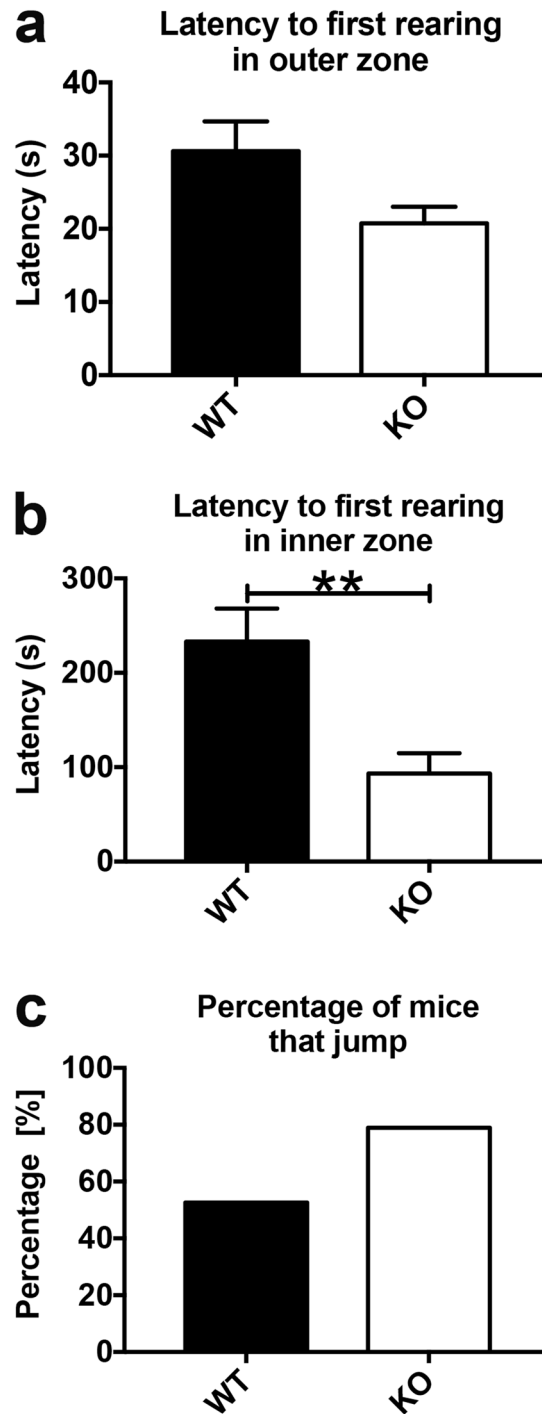 a
Latency to first rearing
in outer zone
Latency (s)
40
30
20
10
0
WT
KO
b
Latency to first rearing
in inner zone
Latency (s)
300
200
100
0
**
WT
KO
c
Percentage of mice
that jump
Percentage [%]
100
80
60
40
20
0
WT
KO